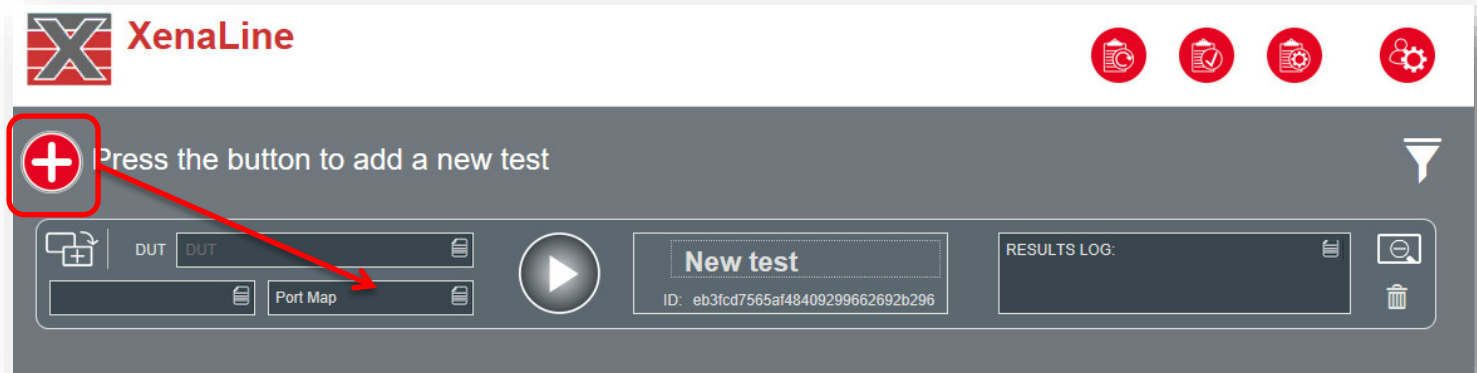 XenaLine
Press the button to add a new test
DUT DUT
New test
RESULTS LOG:
Port Map
ID: eb3fcd7565af48409299662692b296